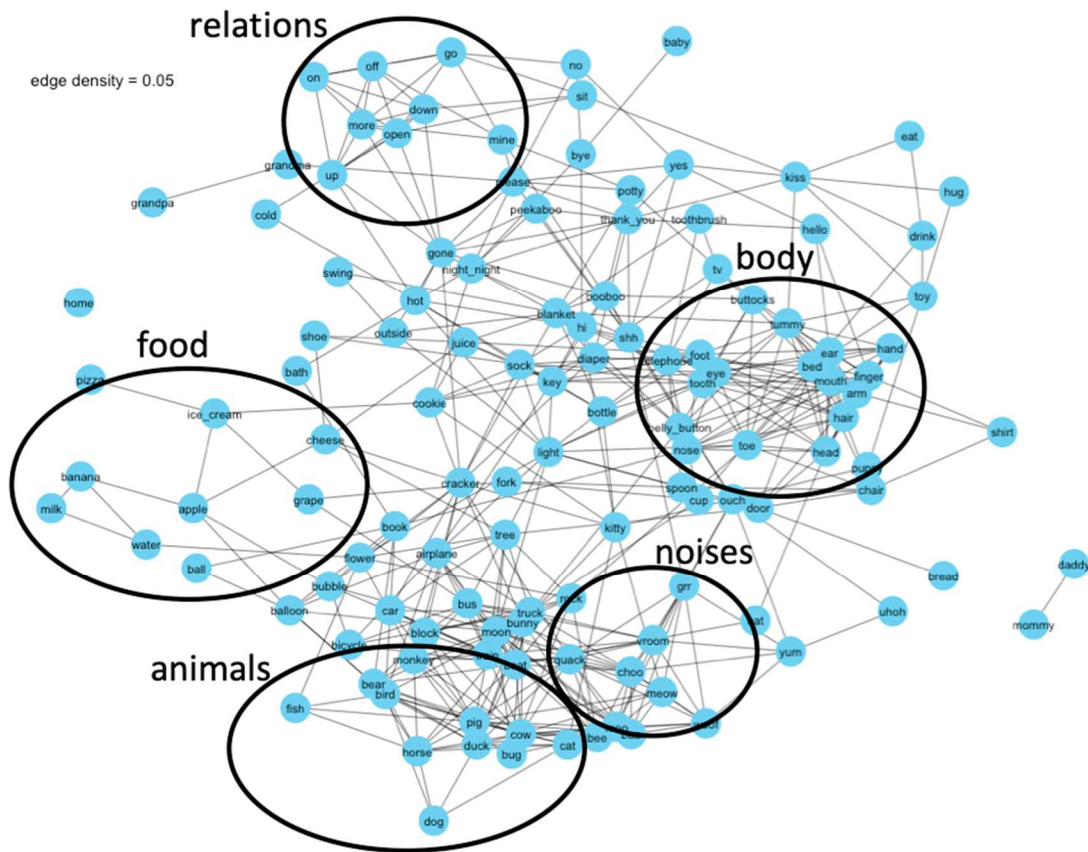 relations
edge density = 0.05
baby
go
no
off
on
sit
down
more
open
eat
mine
bye
grandma
yes
up
kiss
please
potty
hug
grandpa
peekaboo
cold
thank_you
toothbrush
hello
drink
body
gone
night_night
tv
swing
booboo
buttocks
toy
hot
home
blanket
tummy
hi
outside
shoe
juice
shh
food
diaper
foot
ear
hand
sock
bed
eye
bath
pizza
key
tooth
mouth
finger
arm
cookie
bottle
ice_cream
hair
belly_button
shirt
cheese
toe
light
nose
head
puppy
banana
cracker
fork
spoon
chair
grape
cup
ouch
door
milk
apple
book
kitty
tree
water
noises
airplane
flower
ball
daddy
bread
bubble
grr
bus
balloon
car
truck
uhoh
mommy
bunny
block
moon
vroom
bicycle
yum
quack
animals
monkey
choo
bear
meow
bird
fish
pig
cow
bee
duck
cat
horse
bug
dog